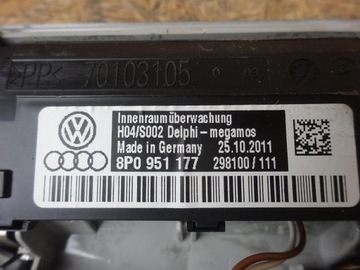 >PP< 70103105
Innenraumüberwachung
H04/S002 Delphi-megamos
Made in Germany 25.10.2011
8P0 951 177 298100/111